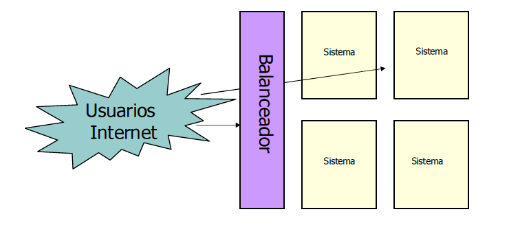 Usuarios
Internet
Balanceador
Sistema
Sistema
Sistema
Sistema